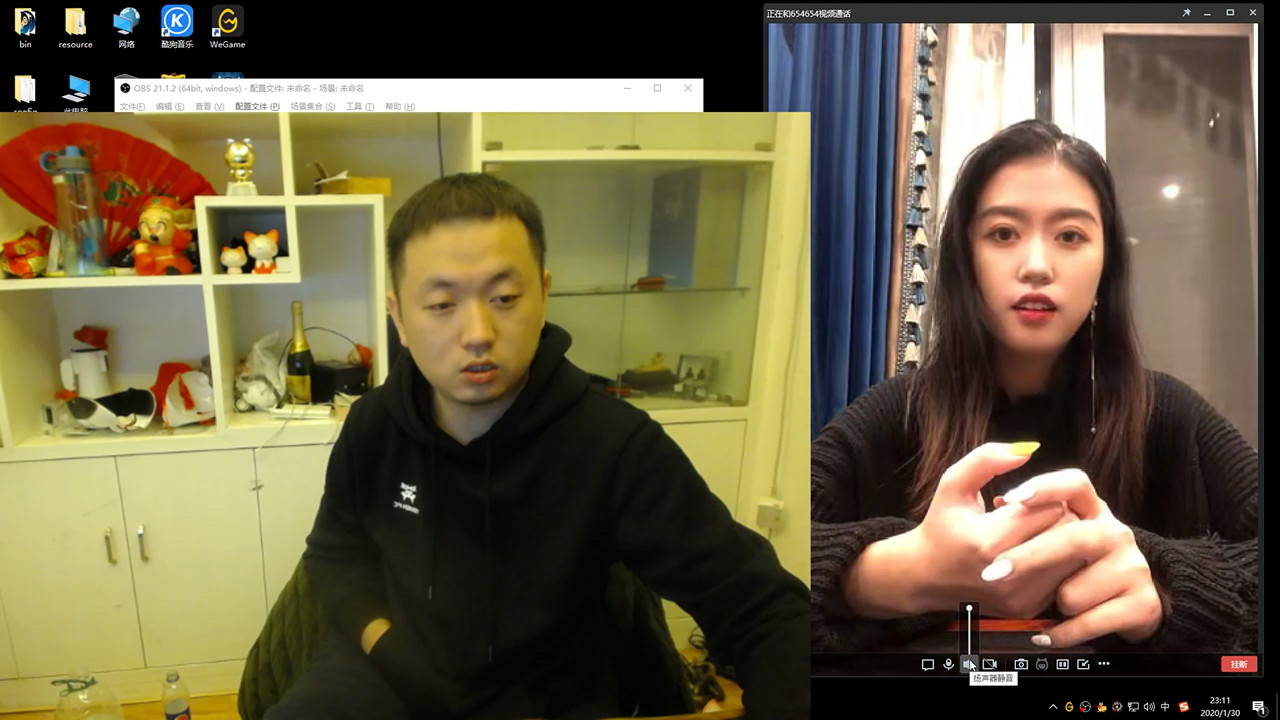 bin
resource
网络
酷狗音乐
WeGame
OBS 21.1.2 (64bit, windows) - 配置文件: 未命名 - 场景: 未命名
文件(F) 编辑 (E) 查看 (V) 配置文件 (P) 场景集合 (S) 工具 (T) 帮助 (H)
正在和654654视频通话
挂断
扬声器静音
中
23:11
2020/1/30
1